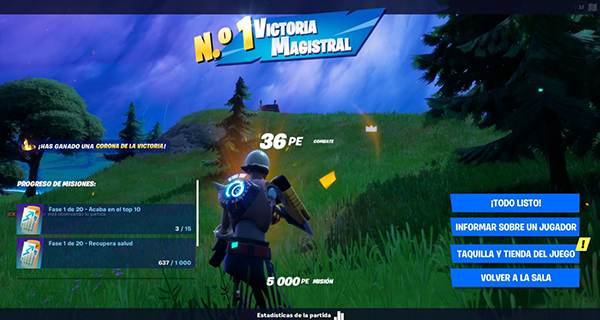 M
N.º 1 VICTORIA
MAGISTRAL
¡HAS GANADO UNA CORONA DE LA VICTORIA!
36 PE COMBATE
PROGRESO DE MISIONES:
Fase 1 de 20 - Acaba en el top 10
observando tu partida
3 / 15
Fase 1 de 20 - Recupera salud
637 / 1 000
5 000 PE MISIÓN
¡TODO LISTO!
INFORMAR SOBRE UN JUGADOR
TAQUILLA Y TIENDA DEL JUEGO
!
VOLVER A LA SALA
Estadísticas de la partida